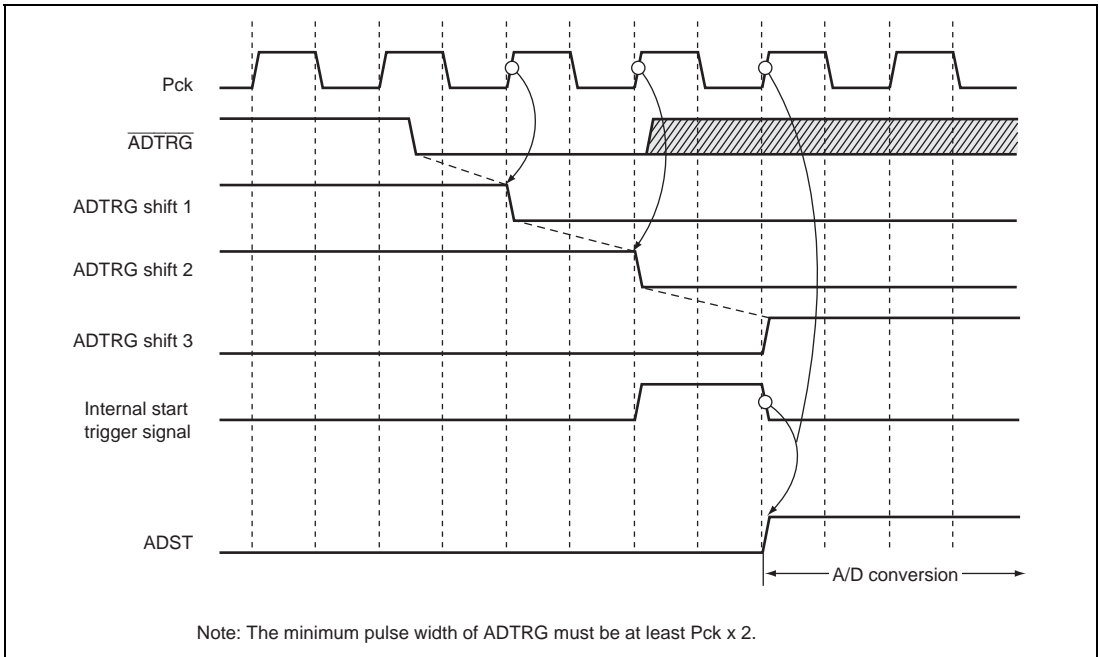 Pck
ADTRG
ADTRG shift 1
ADTRG shift 2
ADTRG shift 3
Internal start
trigger signal
ADST
A/D conversion
Note: The minimum pulse width of ADTRG must be at least Pck x 2.